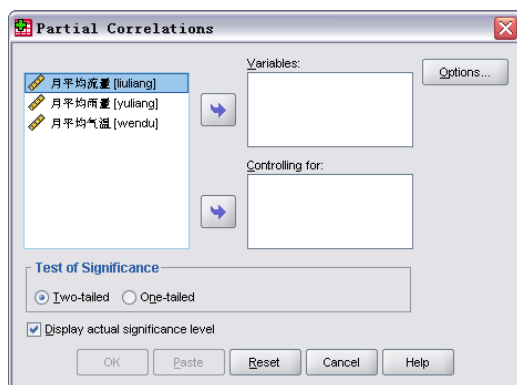 Partial Correlations
Variables:
Options...
月平均流量 [liuliang]
月平均雨量 [yuliang]
月平均气温 [wendu]
Controlling for:
Test of Significance
Two-tailed One-tailed
Display actual significance level
OK Paste Reset Cancel Help